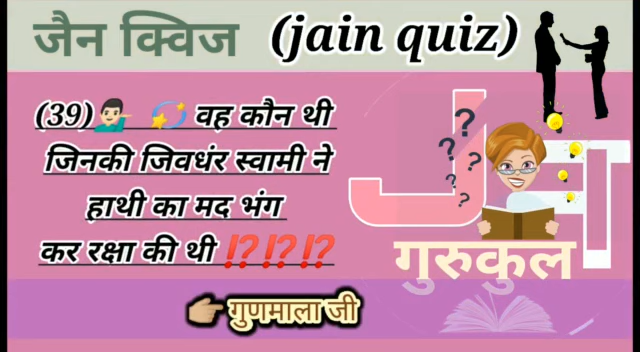 जैन क्विज (jain quiz)
(39) वह कौन थी
जिनकी जिवधंर स्वामी ने
हाथी का मद भंग
कर रक्षा की थी ⁉️⁉️⁉️
J न
? ? ? ? ?
गुरुकुल
गुणमाला जी